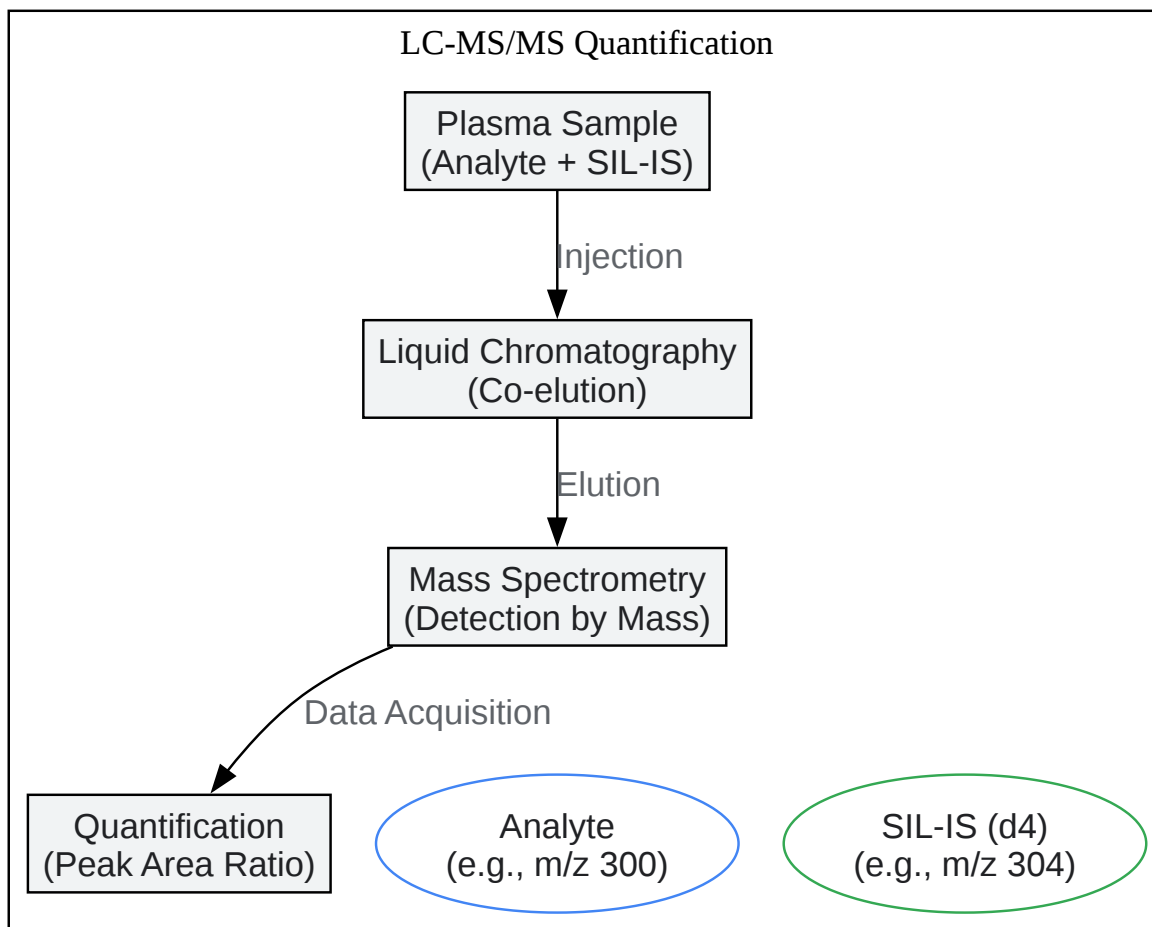 LC-MS/MS Quantification
Plasma Sample
(Analyte + SIL-IS)
Injection
Liquid Chromatography
(Co-elution)
Elution
Mass Spectrometry
(Detection by Mass)
Data Acquisition
Quantification
(Peak Area Ratio)
Analyte
(e.g., m/z 300)
SIL-IS (d4)
(e.g., m/z 304)